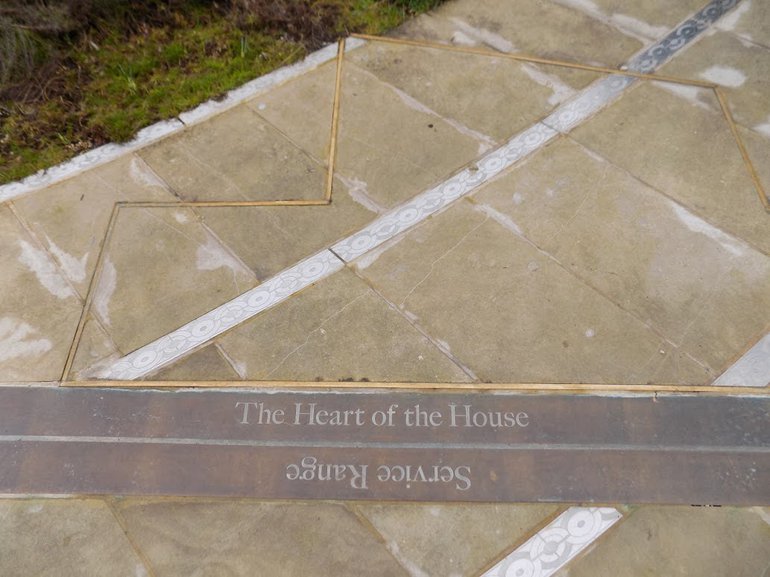 The Heart of the House
Service Range